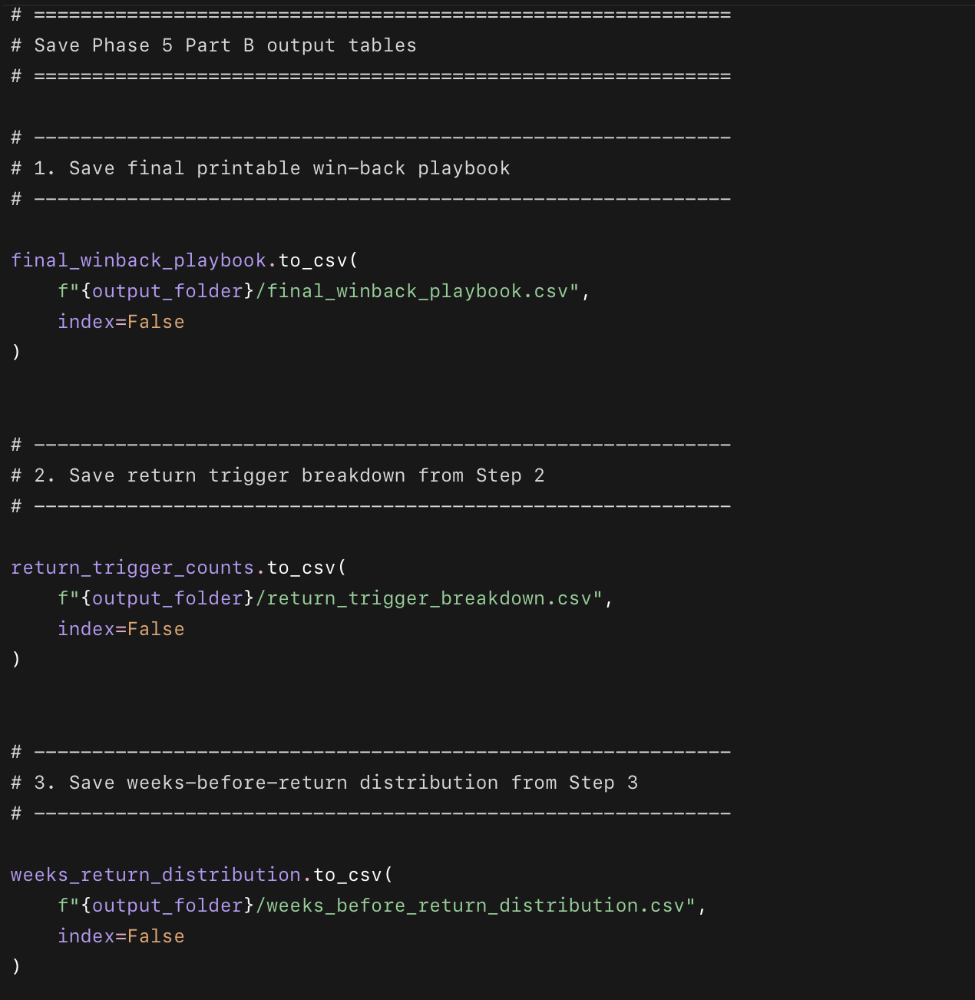 # ============================================================
# Save Phase 5 Part B output tables
# ============================================================
# ------------------------------------------------------------
# 1. Save final printable win-back playbook
# ------------------------------------------------------------
final_winback_playbook.to_csv(
    f"{output_folder}/final_winback_playbook.csv",
    index=False
)
# ------------------------------------------------------------
# 2. Save return trigger breakdown from Step 2
# ------------------------------------------------------------
return_trigger_counts.to_csv(
    f"{output_folder}/return_trigger_breakdown.csv",
    index=False
)
# ------------------------------------------------------------
# 3. Save weeks-before-return distribution from Step 3
# ------------------------------------------------------------
weeks_return_distribution.to_csv(
    f"{output_folder}/weeks_before_return_distribution.csv",
    index=False
)